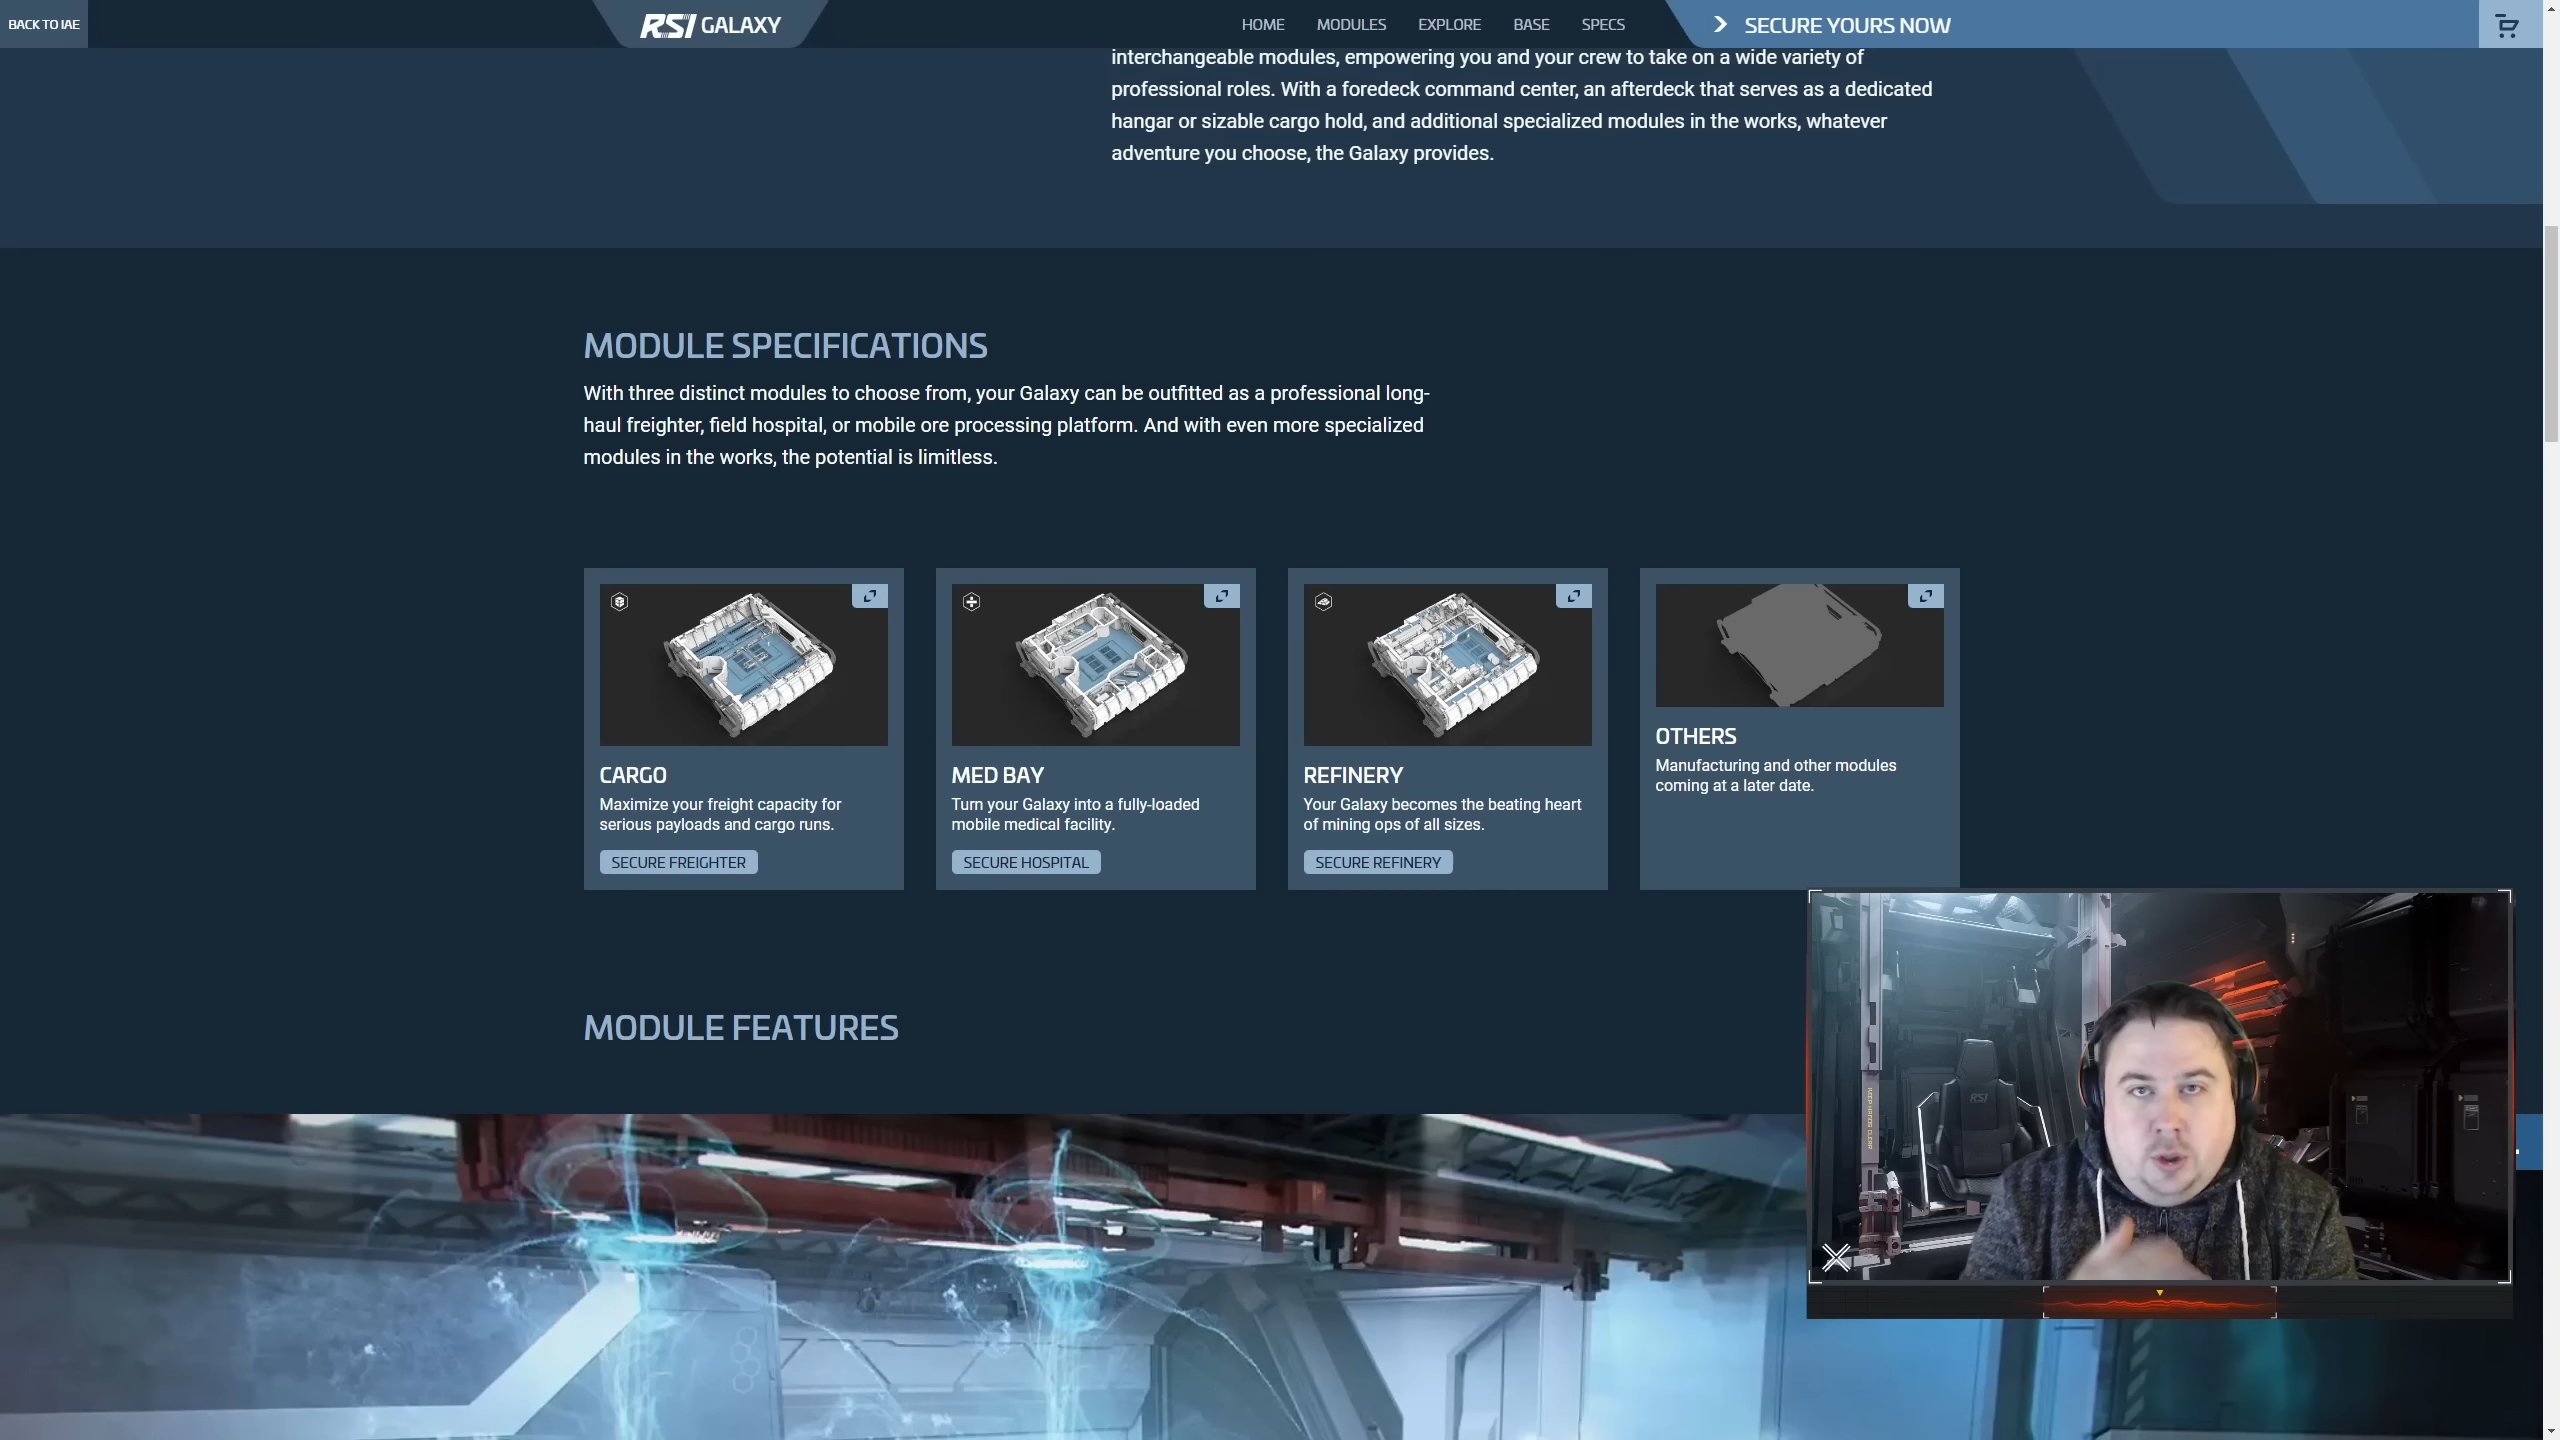 BACK TO IAE
RSI GALAXY
HOME
MODULES
EXPLORE
BASE
SPECS
SECURE YOURS NOW
interchangeable modules, empowering you and your crew to take on a wide variety of
professional roles. With a foredeck command center, an afterdeck that serves as a dedicated
hangar or sizable cargo hold, and additional specialized modules in the works, whatever
adventure you choose, the Galaxy provides.
MODULE SPECIFICATIONS
With three distinct modules to choose from, your Galaxy can be outfitted as a professional long-
haul freighter, field hospital, or mobile ore processing platform. And with even more specialized
modules in the works, the potential is limitless.
CARGO
Maximize your freight capacity for
serious payloads and cargo runs.
SECURE FREIGHTER
MED BAY
Turn your Galaxy into a fully-loaded
mobile medical facility.
SECURE HOSPITAL
REFINERY
Your Galaxy becomes the beating heart
of mining ops of all sizes.
SECURE REFINERY
OTHERS
Manufacturing and other modules
coming at a later date.
MODULE FEATURES
RSI
KEEP HANDS CLEAR